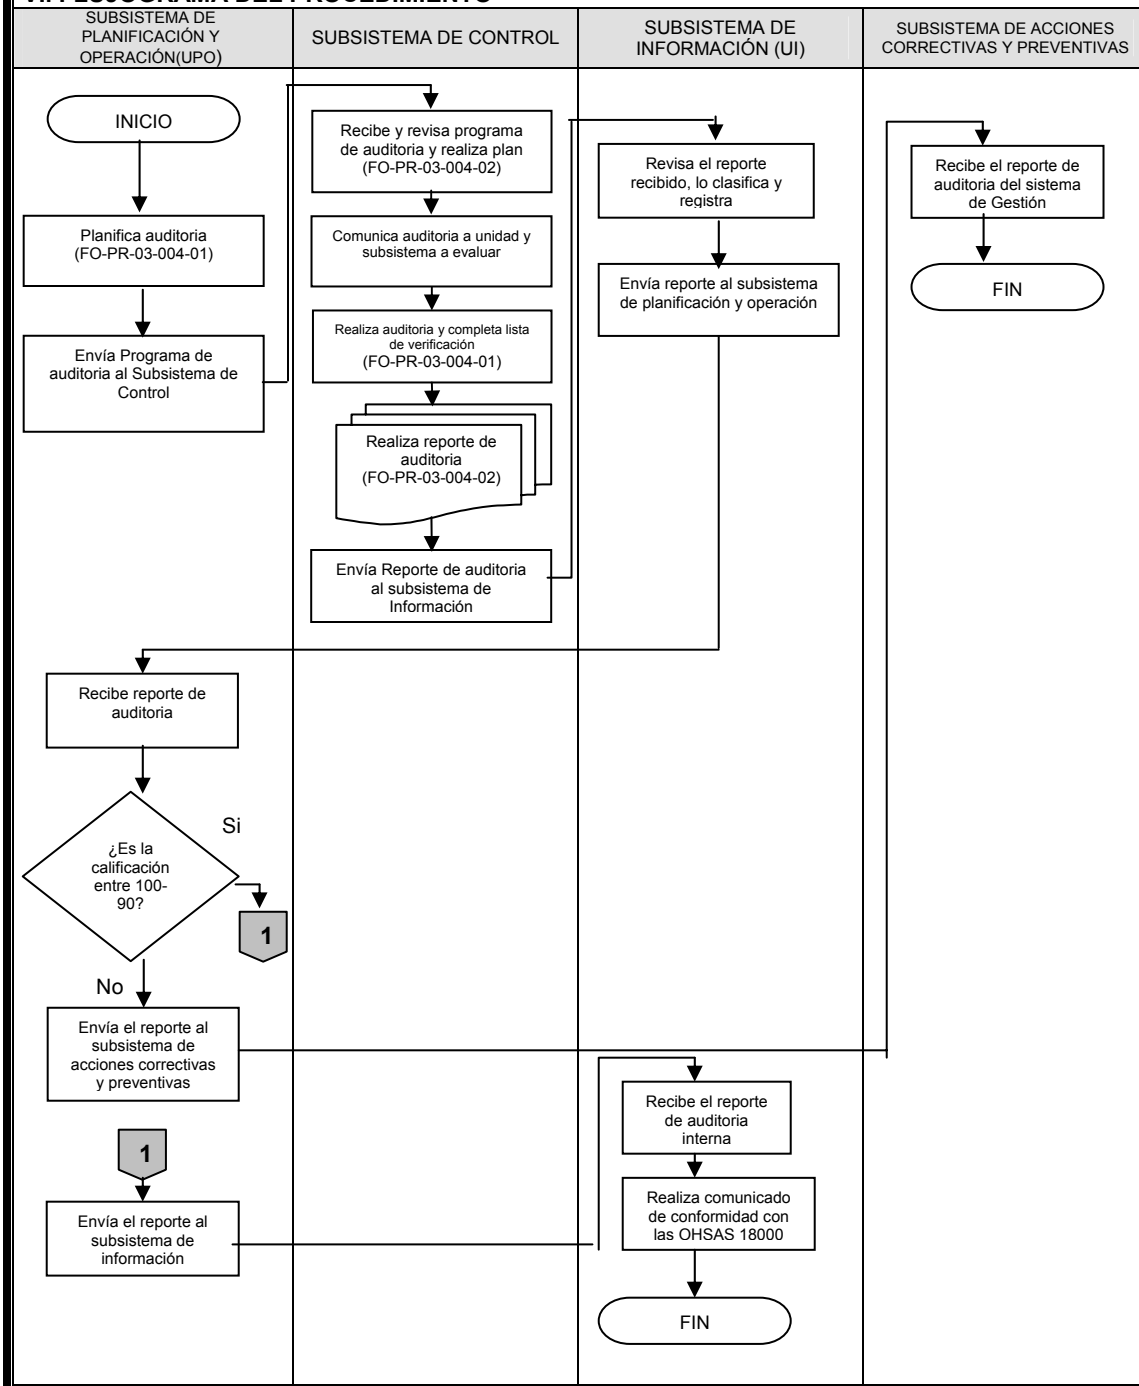 VII. FLUJOGRAMA DEL PROCEDIMIENTO
SUBSISTEMA DE
PLANIFICACIÓN Y
OPERACIÓN(UPO)
SUBSISTEMA DE CONTROL
SUBSISTEMA DE
INFORMACIÓN (UI)
SUBSISTEMA DE ACCIONES
CORRECTIVAS Y PREVENTIVAS
INICIO
Planifica auditoria
(FO-PR-03-004-01)
Envía Programa de
auditoria al Subsistema de
Control
Recibe y revisa programa
de auditoria y realiza plan
(FO-PR-03-004-02)
Comunica auditoria a unidad y
subsistema a evaluar
Realiza auditoria y completa lista
de verificación
(FO-PR-03-004-01)
Realiza reporte de
auditoria
(FO-PR-03-004-02)
Envía Reporte de auditoria
al subsistema de
Información
Revisa el reporte
recibido, lo clasifica y
registra
Envía reporte al subsistema
de planificación y operación
Recibe el reporte de
auditoria del sistema
de Gestión
FIN
Recibe reporte de
auditoria
¿Es la
calificación
entre 100-
90?
Si
1
No
Envía el reporte al
subsistema de
acciones correctivas
y preventivas
1
Envía el reporte al
subsistema de
información
Recibe el reporte
de auditoria
interna
Realiza comunicado
de conformidad con
las OHSAS 18000
FIN